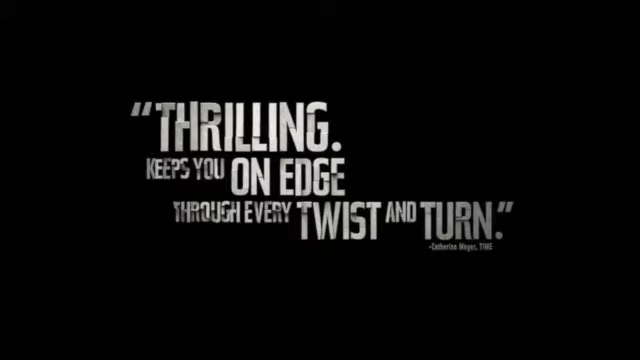 “THRILLING.
KEEPS YOU ON EDGE
THROUGH EVERY TWIST AND TURN.”
-Catherine Mayer, TIME